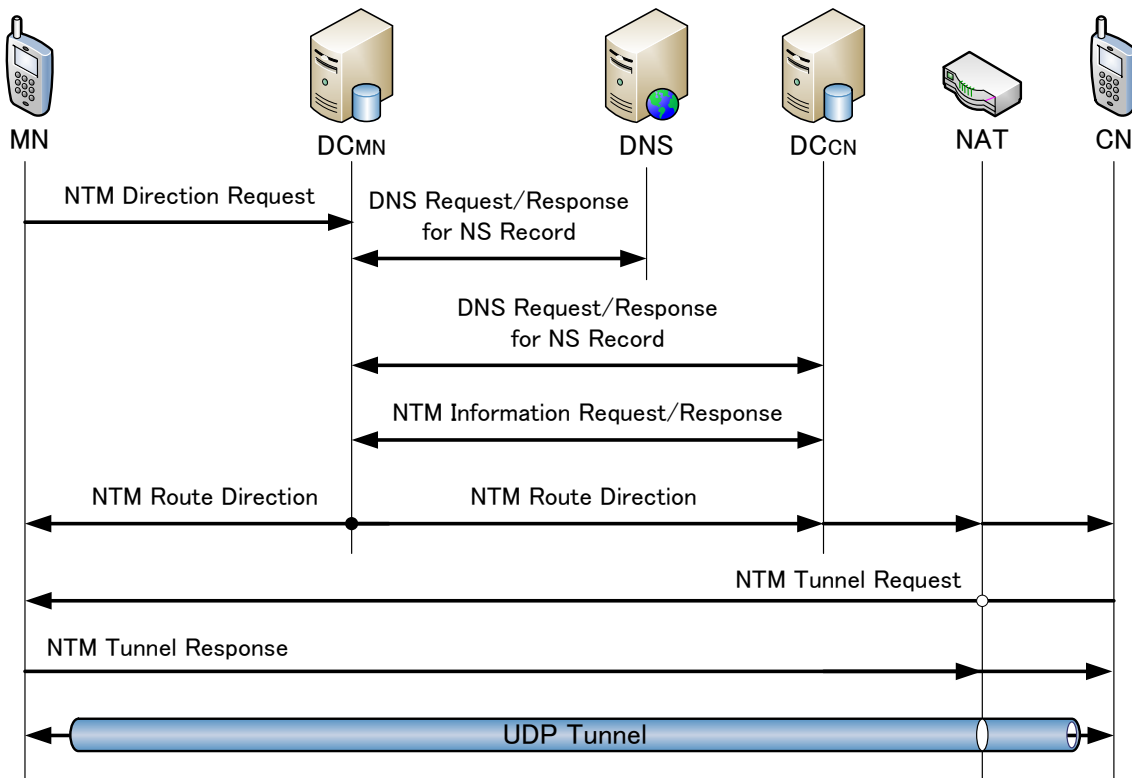 MN
DCMN
DNS
DCCN
NAT
CN
NTM Direction Request
DNS Request/Response
for NS Record
DNS Request/Response
for NS Record
NTM Information Request/Response
NTM Route Direction
NTM Route Direction
NTM Tunnel Request
NTM Tunnel Response
UDP Tunnel